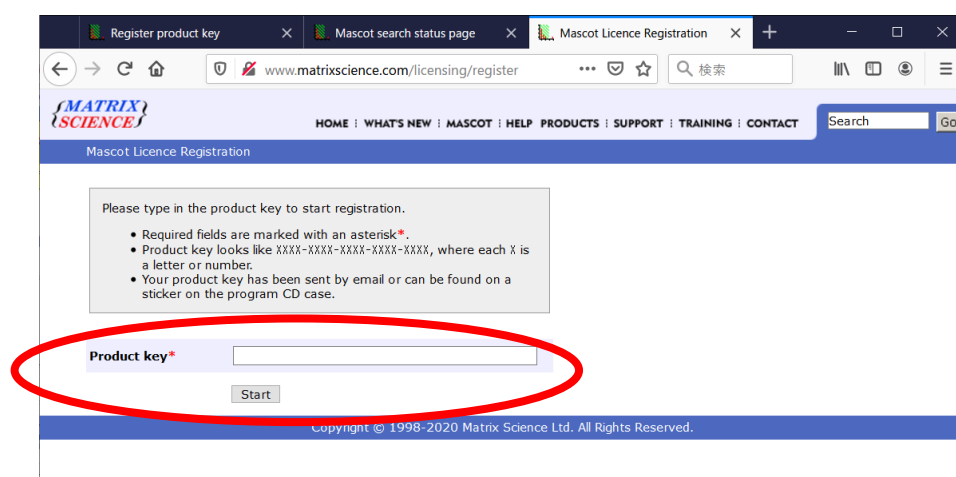 Register product key
Mascot search status page
Mascot Licence Registration
www.matrixscience.com/licensing/register
検索
{MATRIX}
{SCIENCE}
HOME ⁝ WHAT'S NEW ⁝ MASCOT ⁝ HELP PRODUCTS ⁝ SUPPORT ⁝ TRAINING ⁝ CONTACT
Search
Go
Mascot Licence Registration
Please type in the product key to start registration.
• Required fields are marked with an asterisk*.
• Product key looks like XXXX-XXXX-XXXX-XXXX-XXXX, where each X is
a letter or number.
• Your product key has been sent by email or can be found on a
sticker on the program CD case.
Product key*
Start
Copyright © 1998-2020 Matrix Science Ltd. All Rights Reserved.